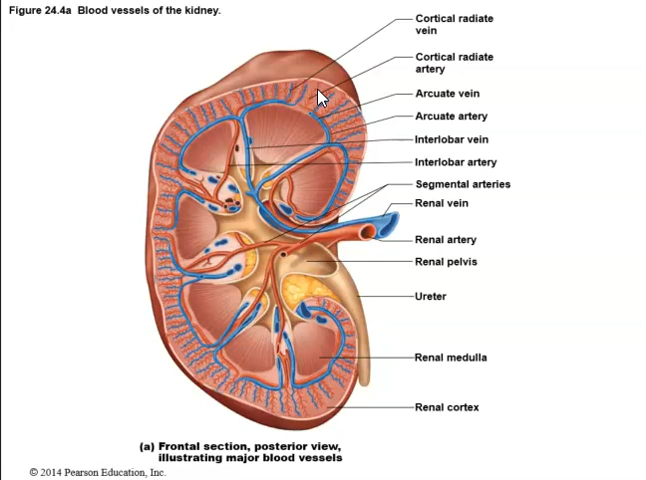 Figure 24.4a Blood vessels of the kidney.
Cortical radiate
vein
Cortical radiate
artery
Arcuate vein
Arcuate artery
Interlobar vein
Interlobar artery
Segmental arteries
Renal vein
Renal artery
Renal pelvis
Ureter
Renal medulla
Renal cortex
(a) Frontal section, posterior view,
illustrating major blood vessels
© 2014 Pearson Education, Inc.